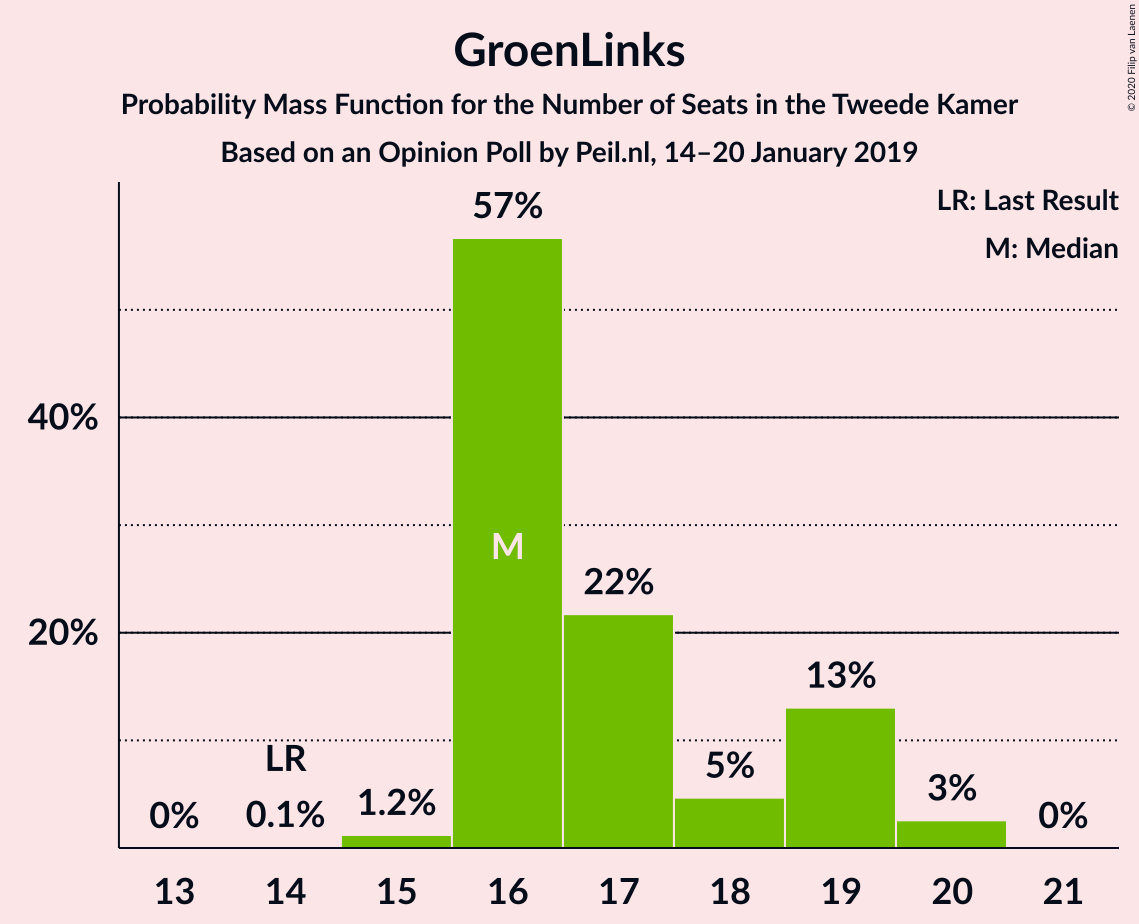 GroenLinks
Probability Mass Function for the Number of Seats in the Tweede Kamer
Based on an Opinion Poll by Peil.nl, 14–20 January 2019
© 2020 Filip van Laenen
LR: Last Result
M: Median
57%
40%
M
22%
20%
13%
LR
5%
3%
1.2%
0%
0.1%
0%
13 14 15 16 17 18 19 20 21